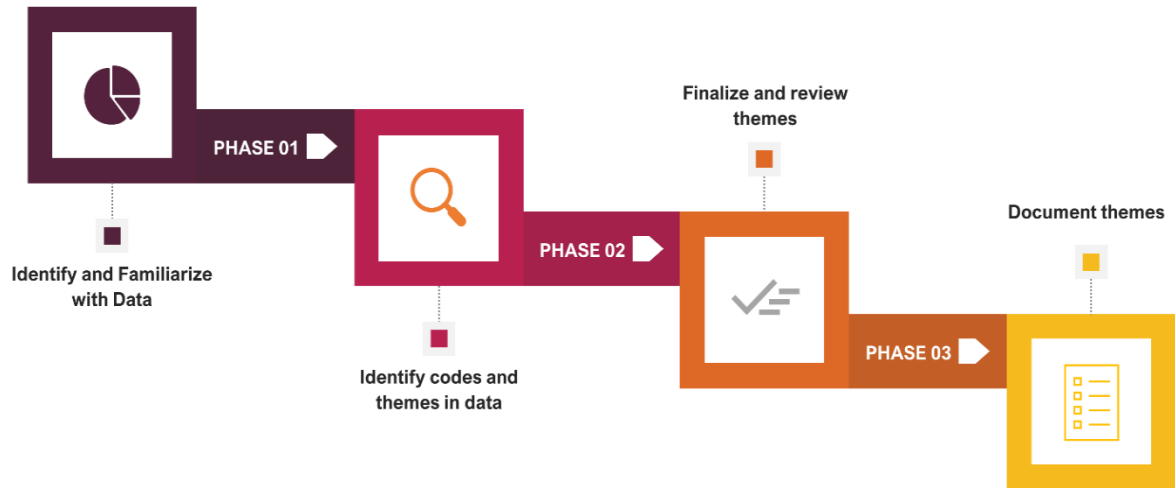 PHASE 01
Identify and Familiarize
with Data
PHASE 02
Identify codes and
themes in data
Finalize and review
themes
PHASE 03
Document themes